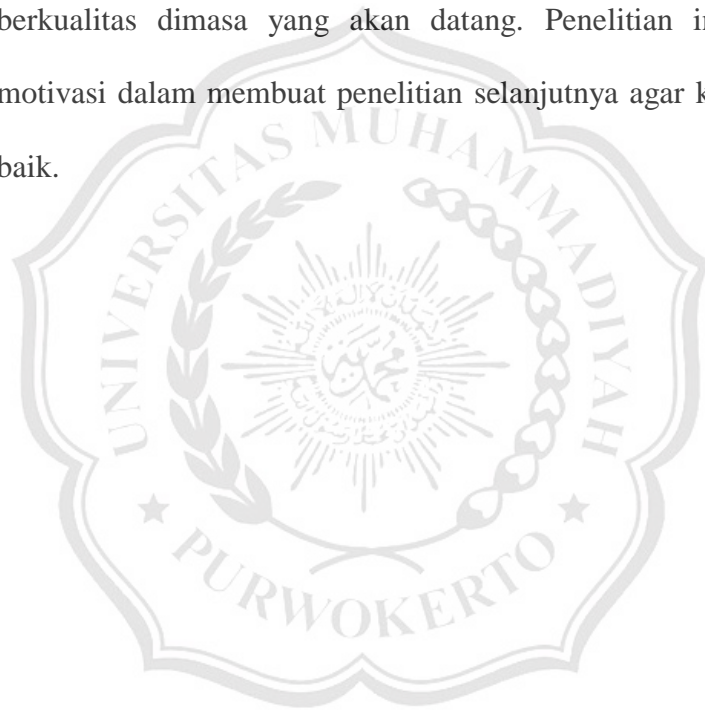 berkualitas dimasa yang akan datang. Penelitian
motivasi dalam membuat penelitian selanjutnya agar
baik.
UNIVERSITAS MUHAMMADIYAH
PURWOKERTO